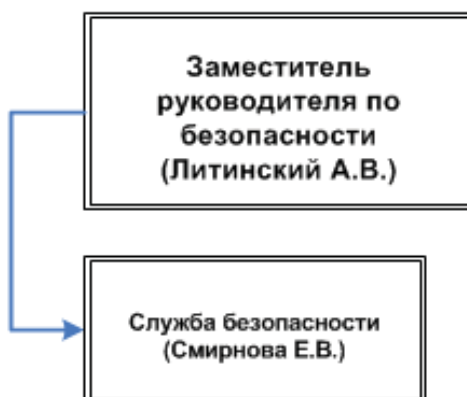 Заместитель
руководителя по
безопасности
(Литинский А.В.)
Служба безопасности
(Смирнова Е.В.)